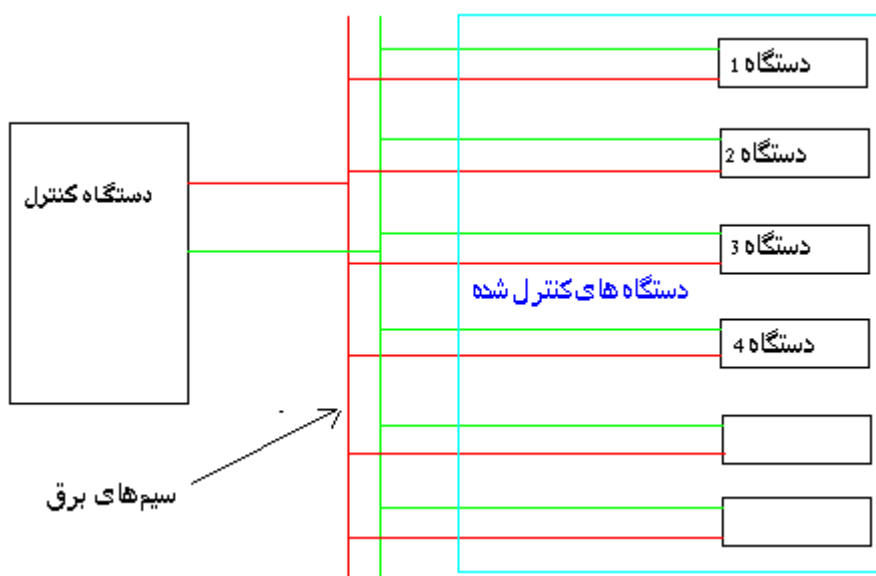 دستگاه 1
دستگاه 2
دستگاه کنترل
دستگاه 3
دستگاه های کنترل شده
دستگاه 4
سیم‌های برق